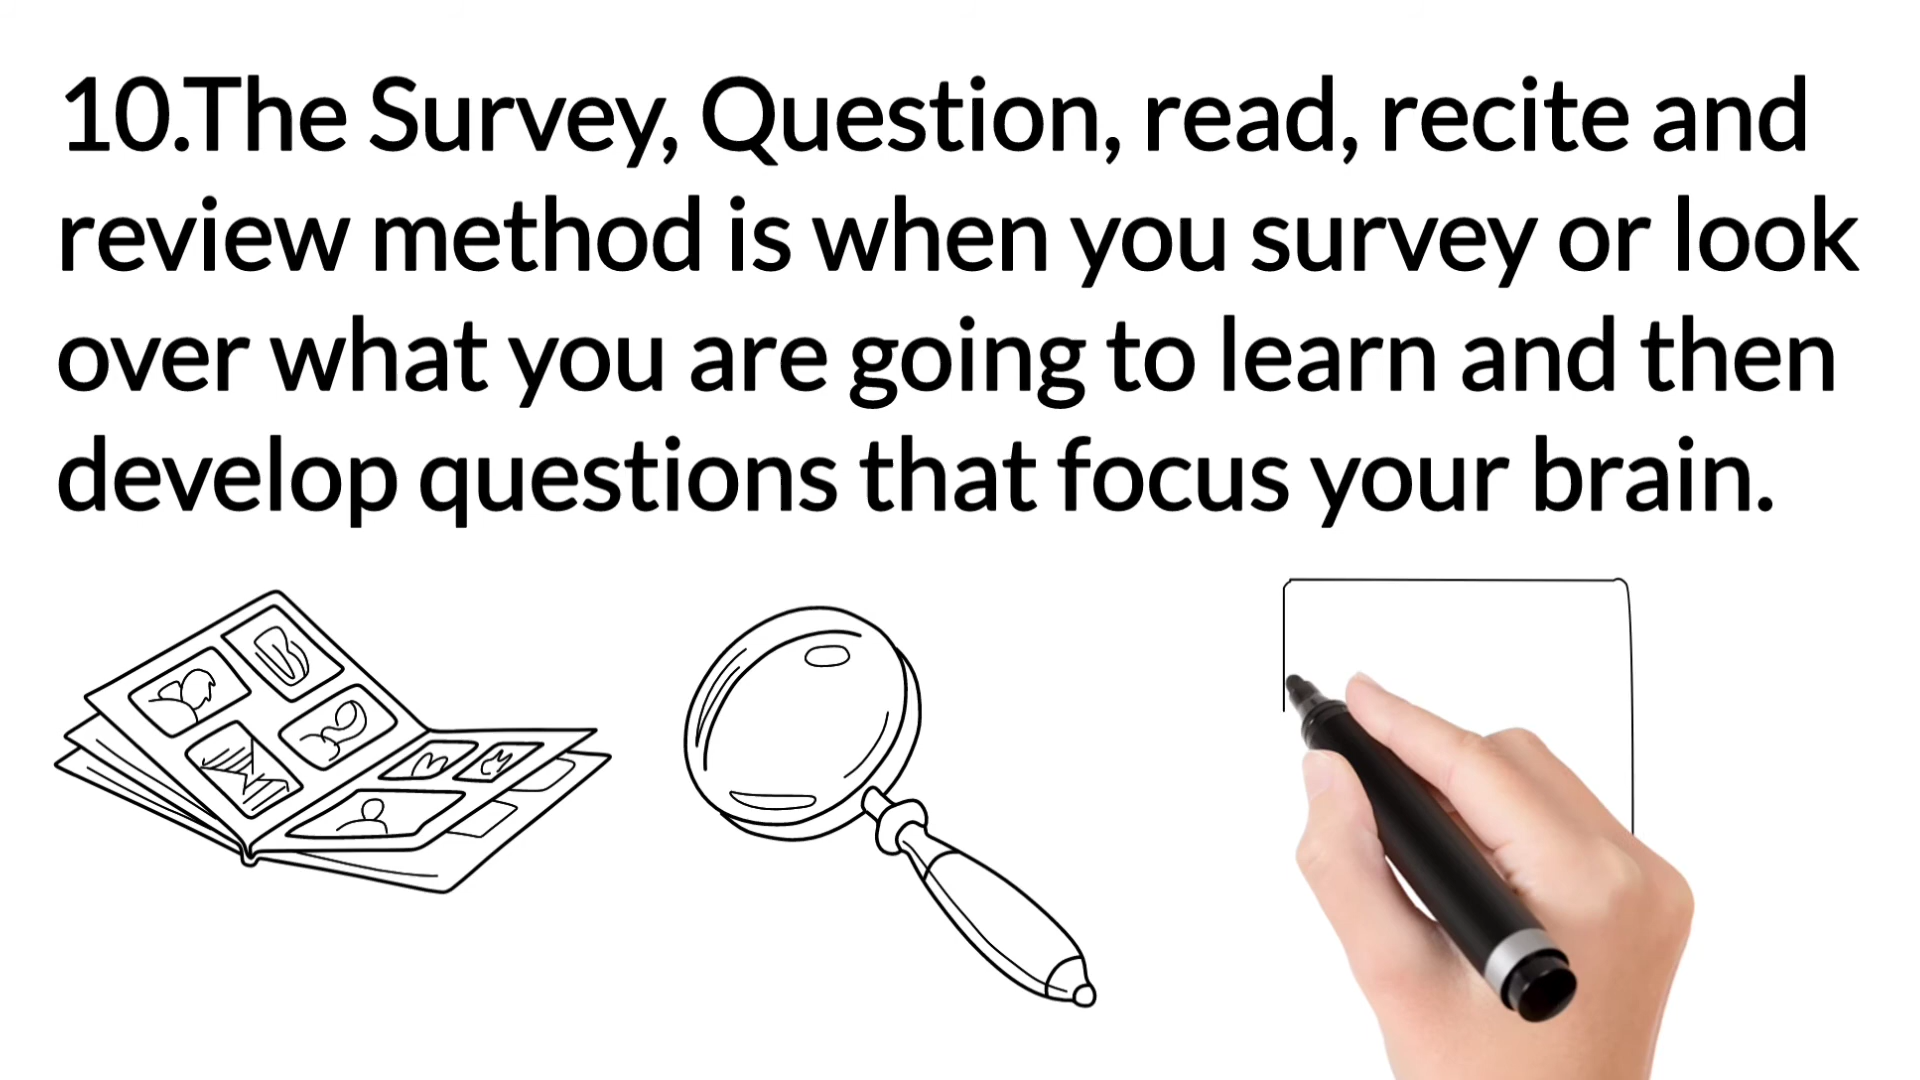 10.The Survey, Question, read, recite and
review method is when you survey or look
over what you are going to learn and then
develop questions that focus your brain.